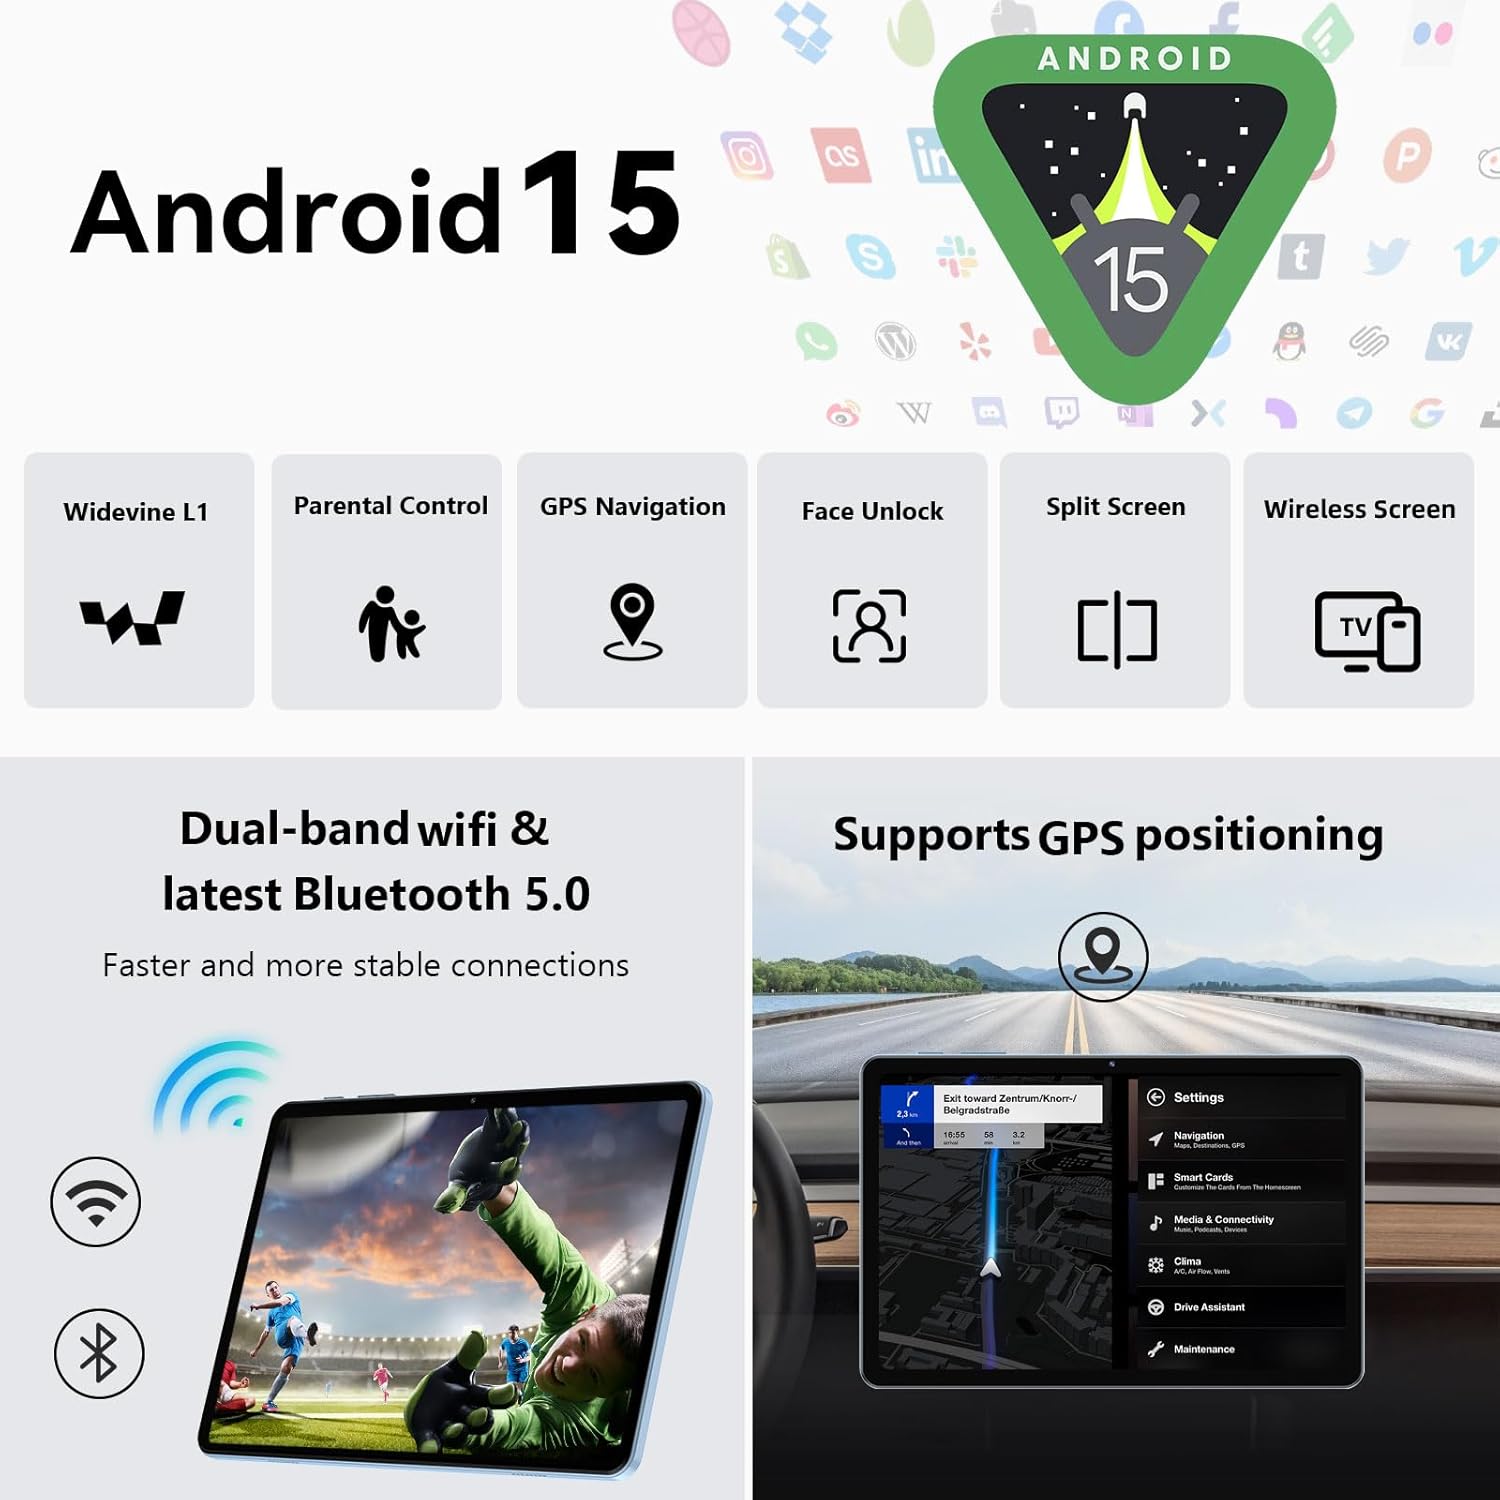 ANDROID
Android 15
15
as
in
P
t
W
VK
W
N
G
Widevine L1
Parental Control
GPS Navigation
Face Unlock
Split Screen
Wireless Screen
TV
Dual-band wifi &
latest Bluetooth 5.0
Faster and more stable connections
Supports GPS positioning
2,3 km
Exit toward Zentrum/Knorr-/
Belgradstraße
And then
16:55 58 3.2
arrival min km
Settings
Navigation
Maps, Destinations, GPS
Smart Cards
Customize The Cards From The Homescreen
Media & Connectivity
Music, Podcasts, Devices
Clima
A/C, Air Flow, Vents
Drive Assistant
Maintenance